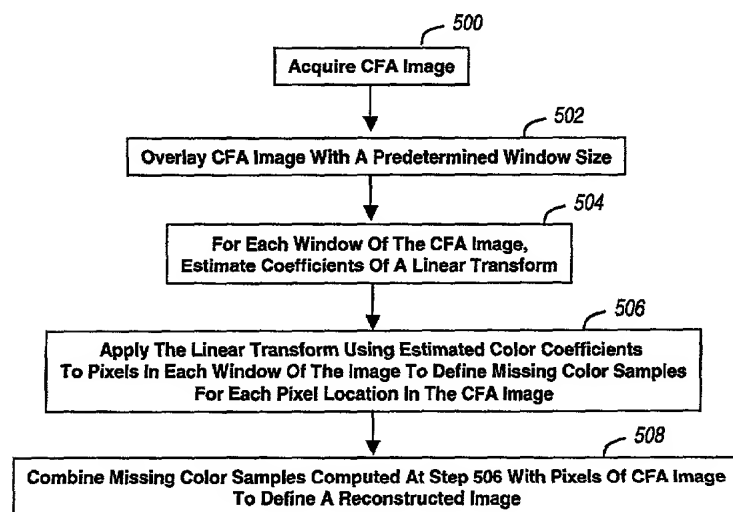 500
Acquire CFA Image
502
Overlay CFA Image With A Predetermined Window Size
504
For Each Window Of The CFA Image,
Estimate Coefficients Of A Linear Transform
506
Apply The Linear Transform Using Estimated Color Coefficients
To Pixels In Each Window Of The Image To Define Missing Color Samples
For Each Pixel Location In The CFA Image
508
Combine Missing Color Samples Computed At Step 506 With Pixels Of CFA Image
To Define A Reconstructed Image